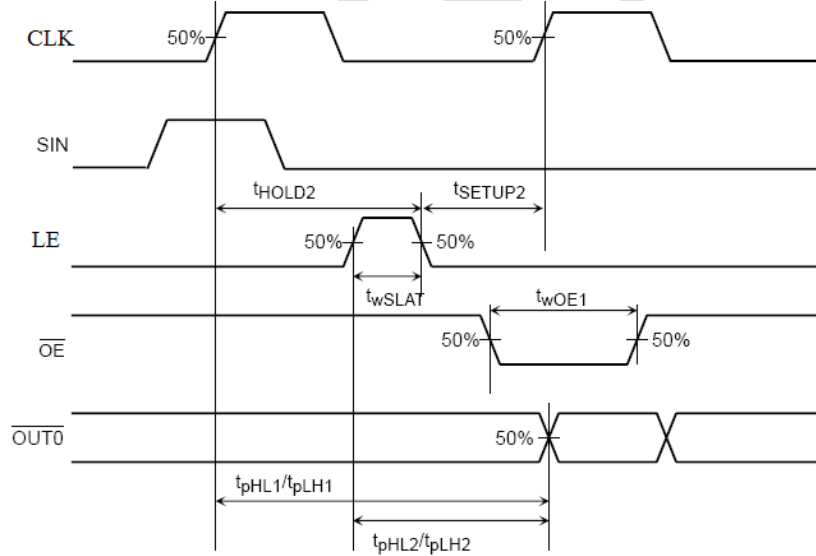 CLK 50% 50%
SIN
tHOLD2 tSETUP2
LE 50% 50%
twSLAT
twOE1
OE 50% 50%
OUT0 50%
tpHL1/tpLH1
tpHL2/tpLH2